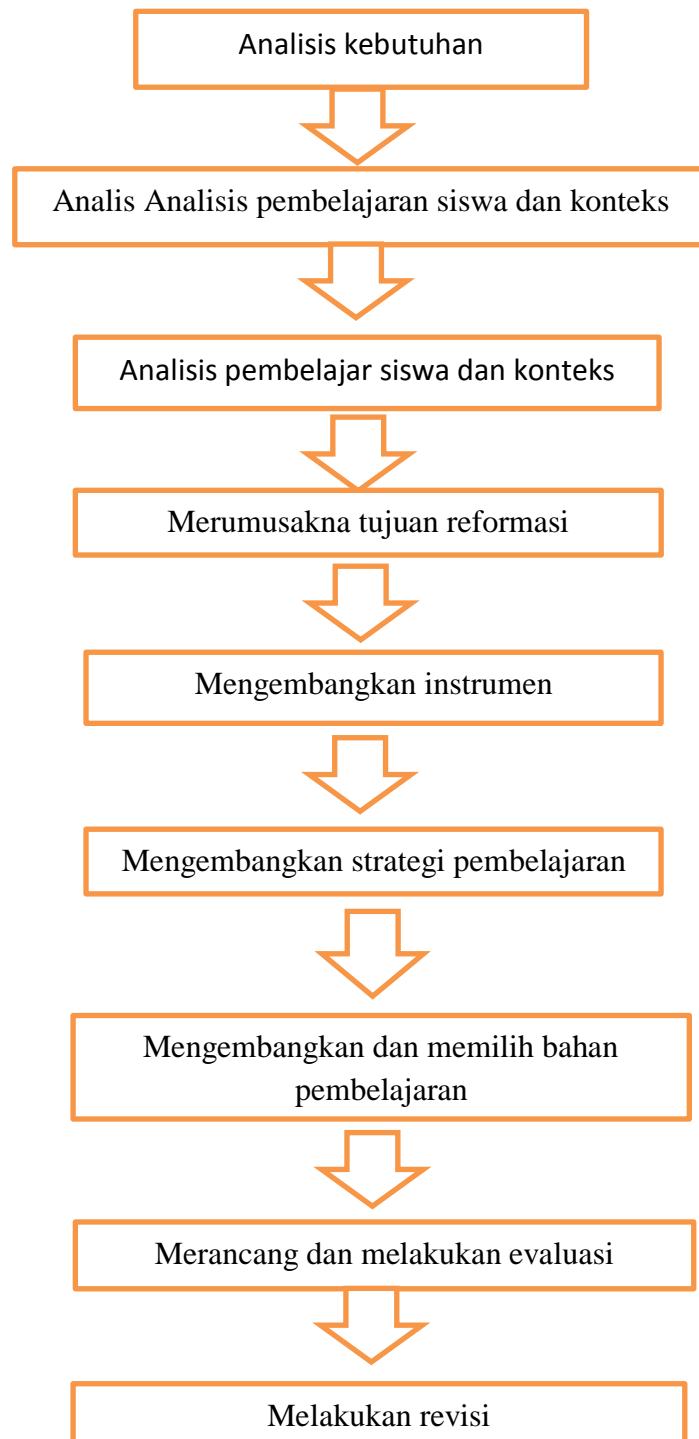 Analisis kebutuhan
Analis Analisis pembelajaran siswa dan konteks
Analisis pembelajar siswa dan konteks
Merumusakna tujuan reformasi
Mengembangkan instrumen
Mengembangkan strategi pembelajaran
Mengembangkan dan memilih bahan
pembelajaran
Merancang dan melakukan evaluasi
Melakukan revisi